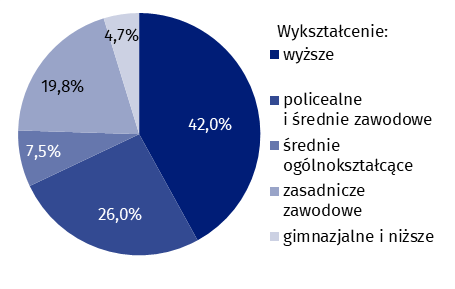 Wykształcenie:
wyższe
policealne
i średnie zawodowe
średnie
ogólnokształcące
zasadnicze
zawodowe
gimnazjalne i niższe
4,7%
19,8%
42,0%
7,5%
26,0%